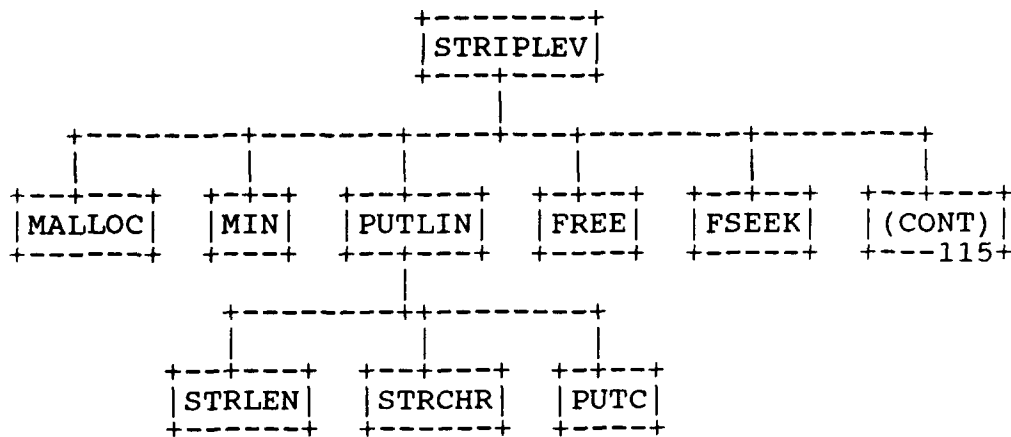 STRIPLEV
MALLOC MIN PUTLIN FREE FSEEK (CONT)
115
STRLEN STRCHR PUTC